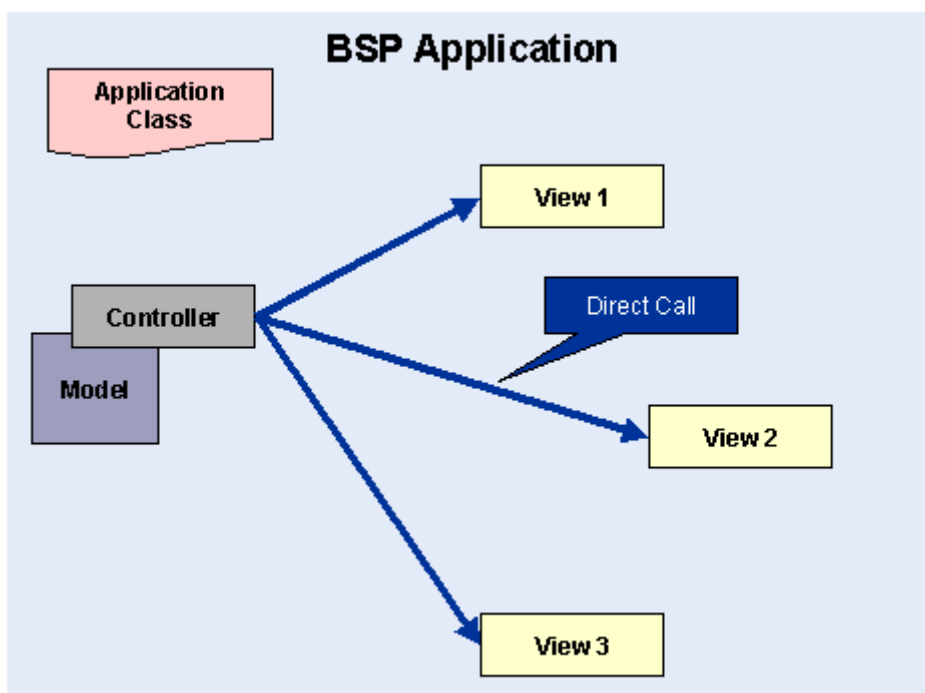 BSP Application
Application
Class
View 1
Direct Call
Controller
Model
View 2
View 3